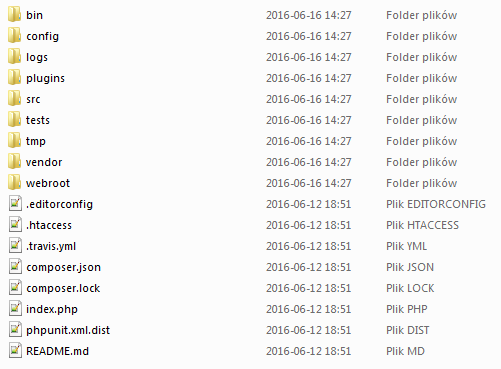 bin 2016-06-16 14:27 Folder plików
config 2016-06-16 14:27 Folder plików
logs 2016-06-16 14:27 Folder plików
plugins 2016-06-16 14:27 Folder plików
src 2016-06-16 14:27 Folder plików
tests 2016-06-16 14:27 Folder plików
tmp 2016-06-16 14:27 Folder plików
vendor 2016-06-16 14:27 Folder plików
webroot 2016-06-16 14:27 Folder plików
.editorconfig 2016-06-12 18:51 Plik EDITORCONFIG
.htaccess 2016-06-12 18:51 Plik HTACCESS
.travis.yml 2016-06-12 18:51 Plik YML
composer.json 2016-06-12 18:51 Plik JSON
composer.lock 2016-06-12 18:51 Plik LOCK
index.php 2016-06-12 18:51 Plik PHP
phpunit.xml.dist 2016-06-12 18:51 Plik DIST
README.md 2016-06-12 18:51 Plik MD